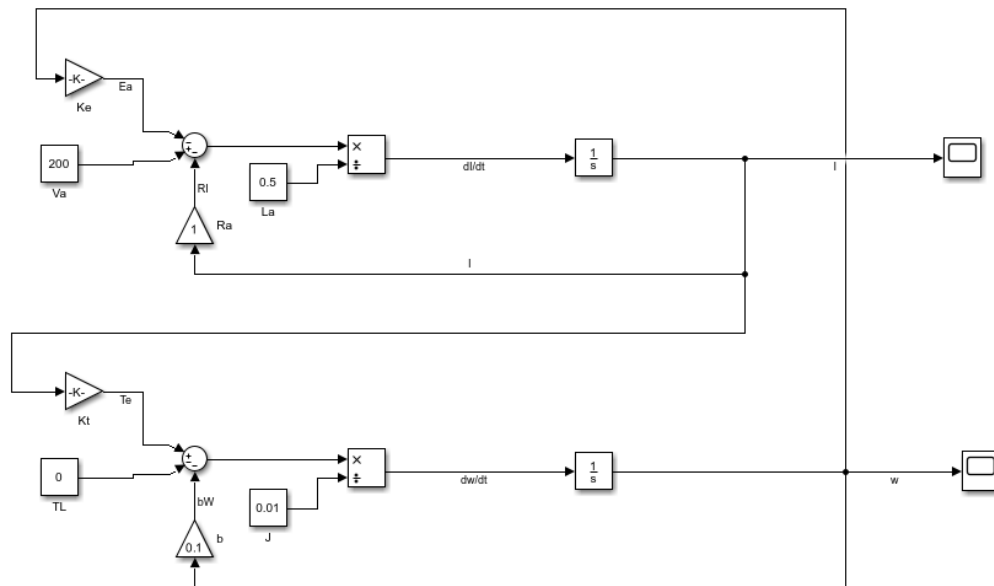 -K-
Ea
Ke
200
Va
RI
1
Ra
0.5
La
×
÷
dI/dt
1
s
I
I
-K-
Te
Kt
0
TL
bW
0.1
b
0.01
J
×
÷
dw/dt
1
s
w